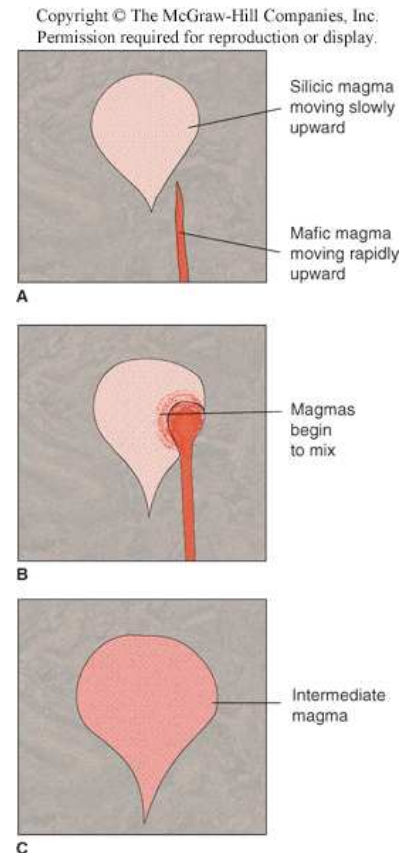 Copyright © The McGraw-Hill Companies, Inc.
Permission required for reproduction or display.
Silicic magma
moving slowly
upward
Mafic magma
moving rapidly
upward
A
Magmas
begin
to mix
B
Intermediate
magma
C